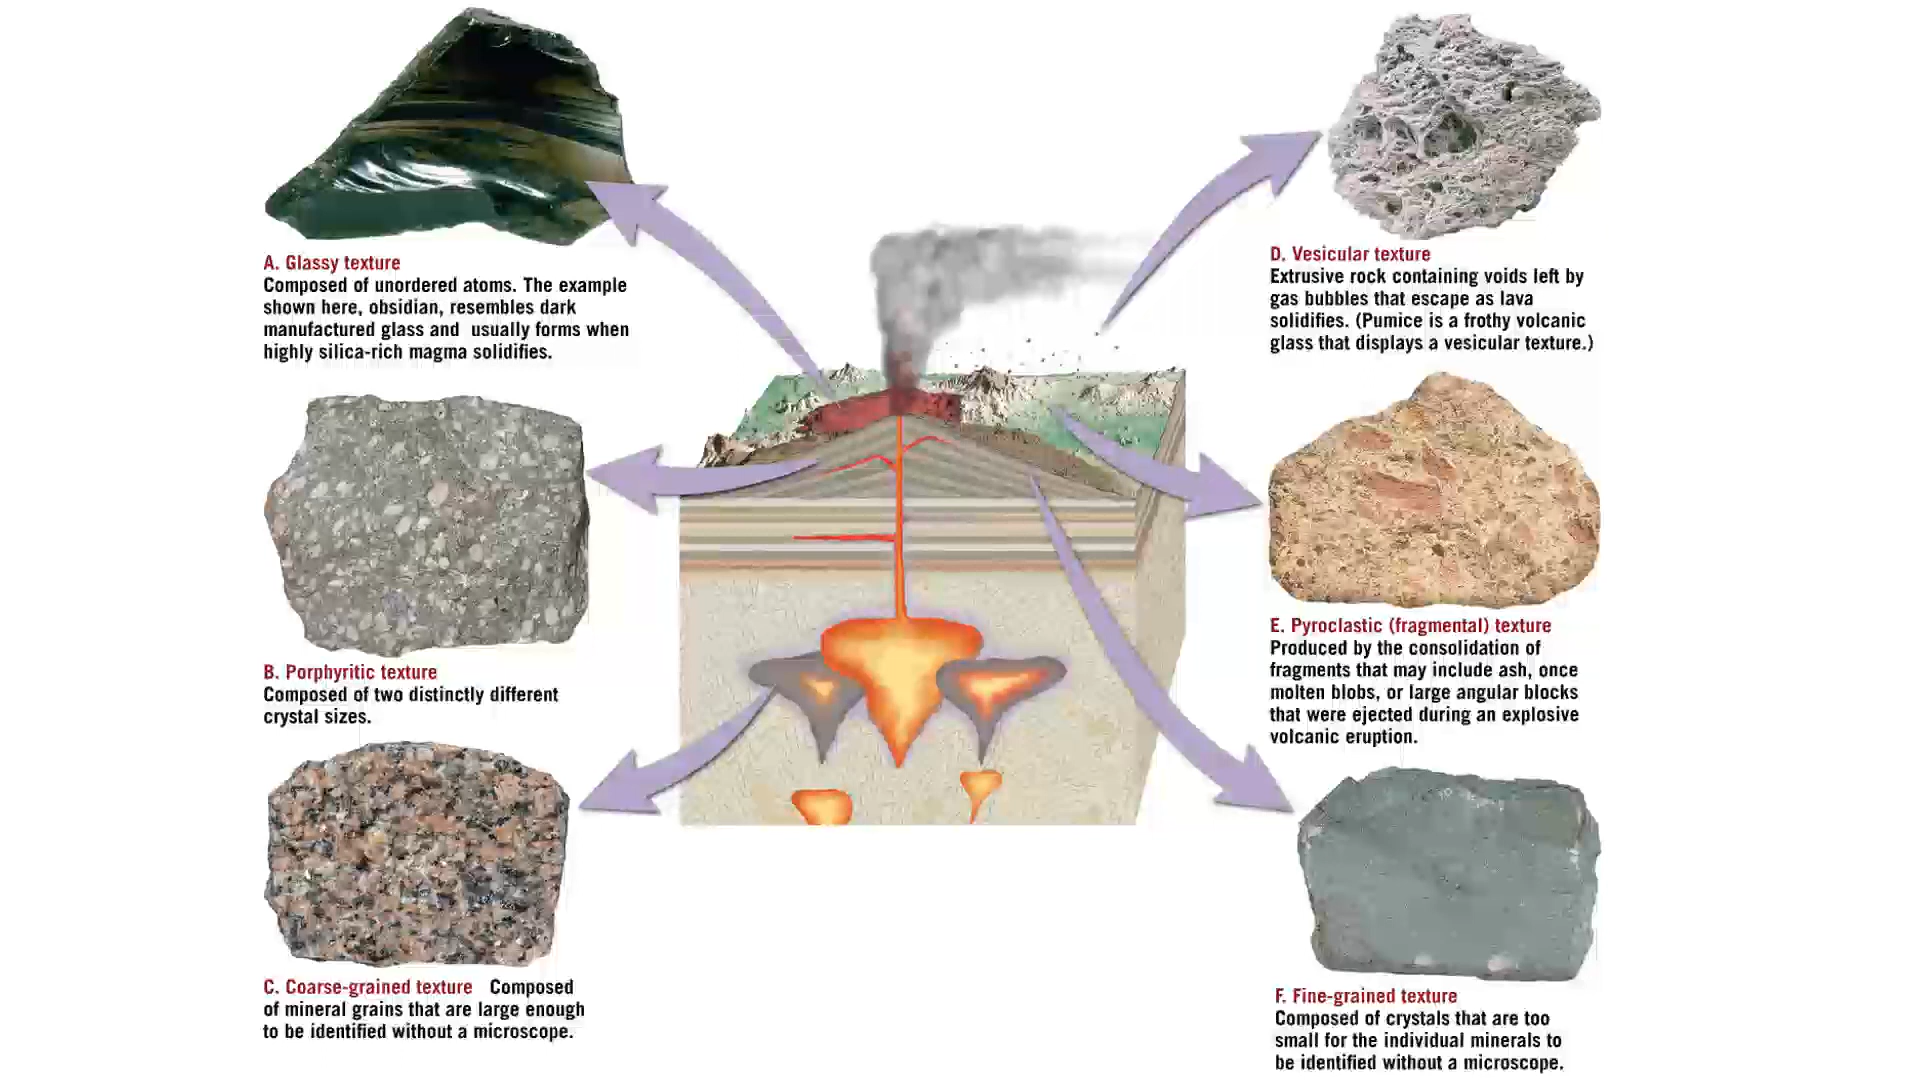 A. Glassy texture
Composed of unordered atoms. The example
shown here, obsidian, resembles dark
manufactured glass and usually forms when
highly silica-rich magma solidifies.
B. Porphyritic texture
Composed of two distinctly different
crystal sizes.
C. Coarse-grained texture Composed
of mineral grains that are large enough
to be identified without a microscope.
D. Vesicular texture
Extrusive rock containing voids left by
gas bubbles that escape as lava
solidifies. (Pumice is a frothy volcanic
glass that displays a vesicular texture.)
E. Pyroclastic (fragmental) texture
Produced by the consolidation of
fragments that may include ash, once
molten blobs, or large angular blocks
that were ejected during an explosive
volcanic eruption.
F. Fine-grained texture
Composed of crystals that are too
small for the individual minerals to
be identified without a microscope.